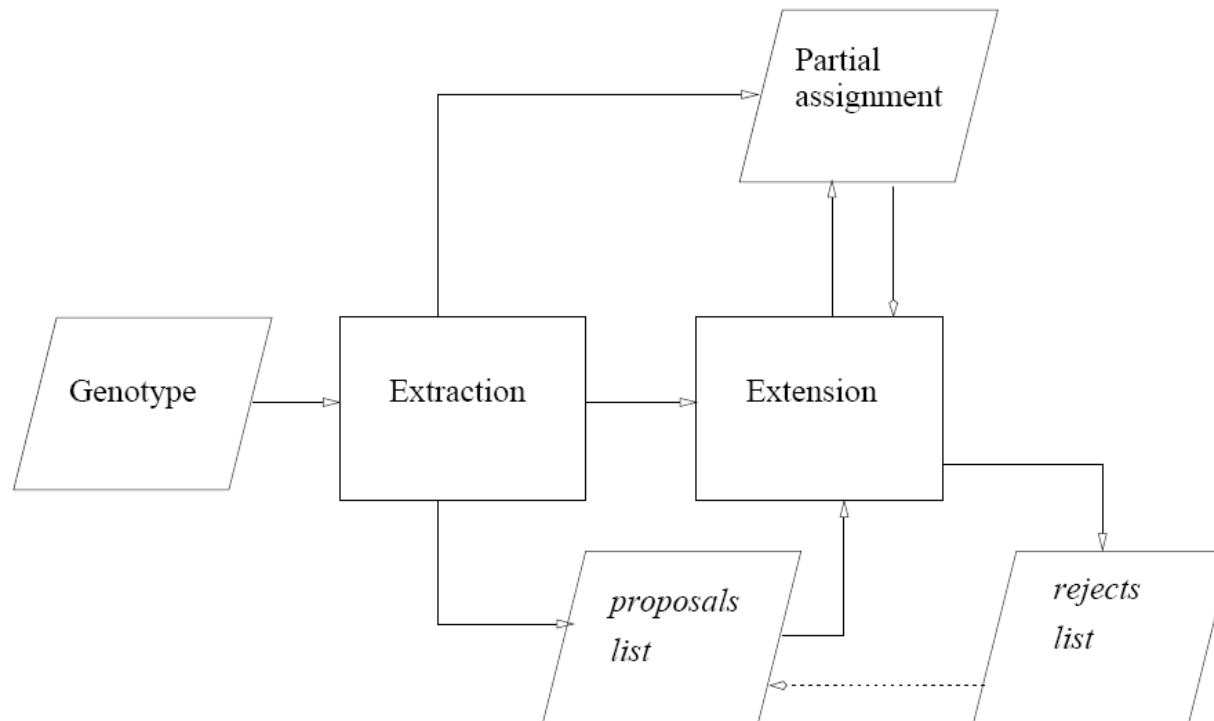 Partial
assignment
Genotype
Extraction
Extension
proposals
list
rejects
list